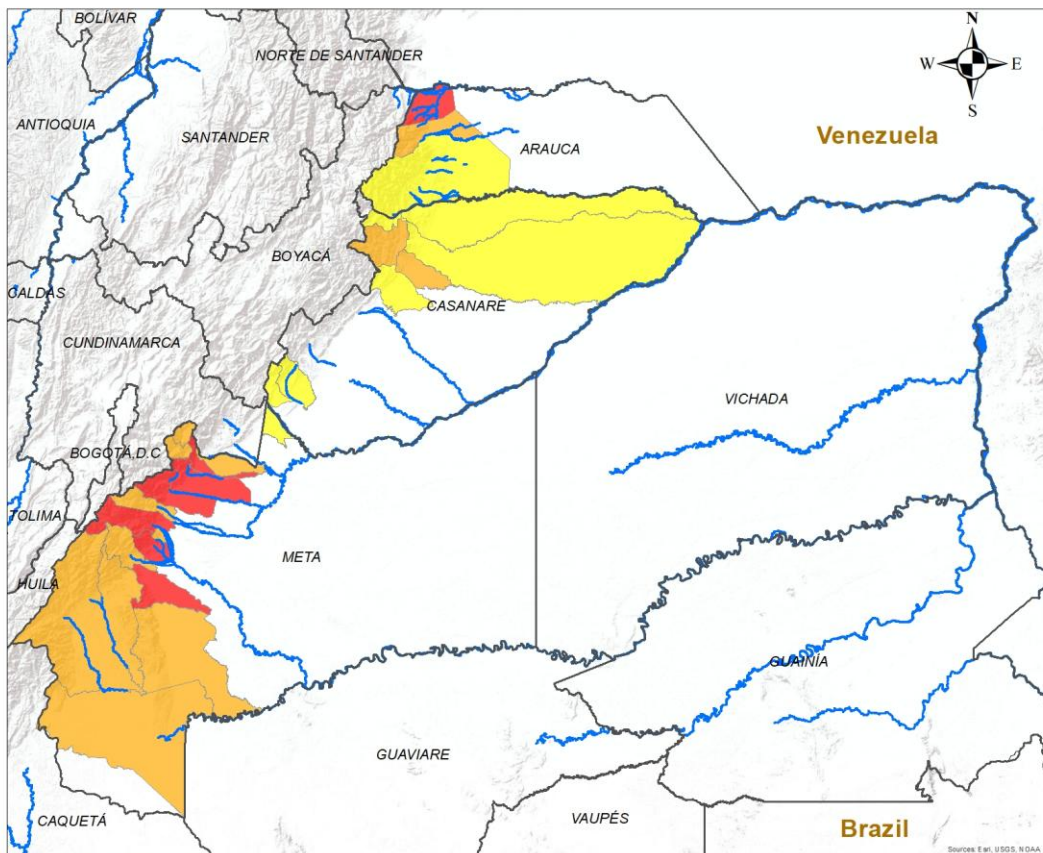 BOLÍVAR
N
NORTE DE SANTANDER
W
E
S
ANTIOQUIA
SANTANDER
Venezuela
ARAUCA
BOYACÁ
CALDAS
CASANARE
CUNDINAMARCA
VICHADA
BOGOTÁ,D.C
TOLIMA
META
HUILA
GUAINÍA
GUAVIARE
CAQUETÁ
VAUPÉS
Brazil
Sources: Esri, USGS, NOAA